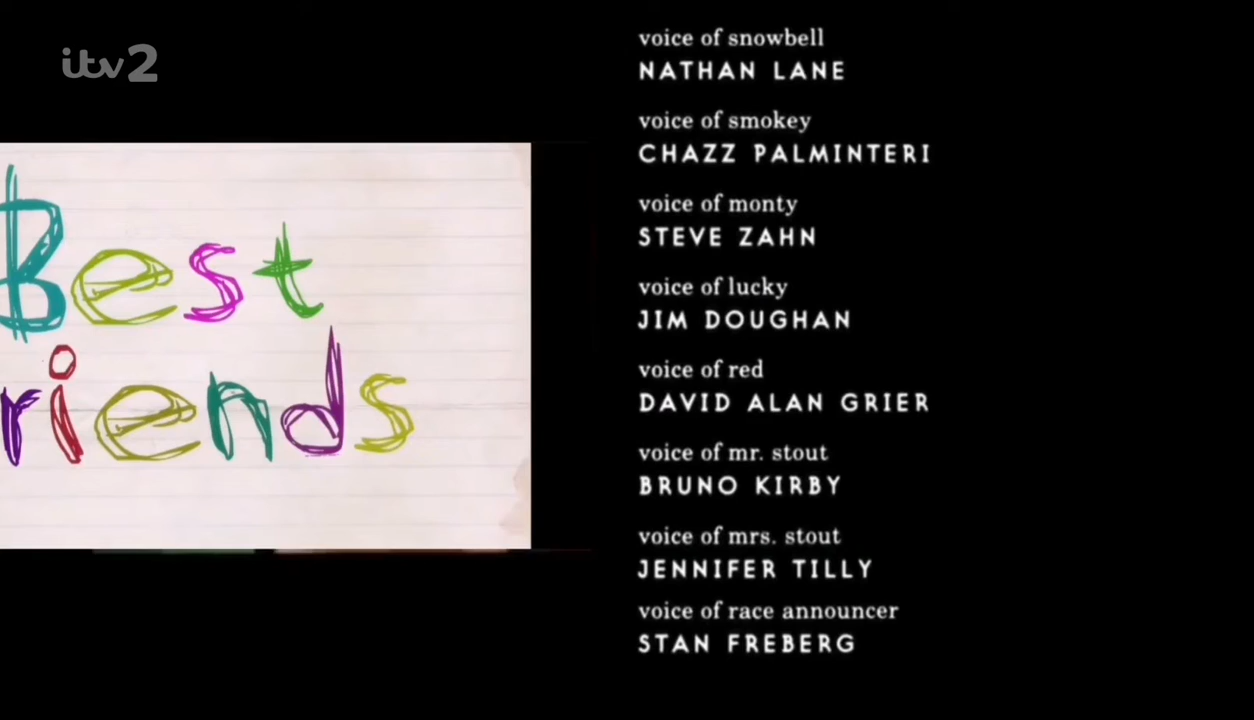 itv2
Best
riends
voice of snowbell
NATHAN LANE
voice of smokey
CHAZZ PALMINTERI
voice of monty
STEVE ZAHN
voice of lucky
JIM DOUGHAN
voice of red
DAVID ALAN GRIER
voice of mr. stout
BRUNO KIRBY
voice of mrs. stout
JENNIFER TILLY
voice of race announcer
STAN FREBERG